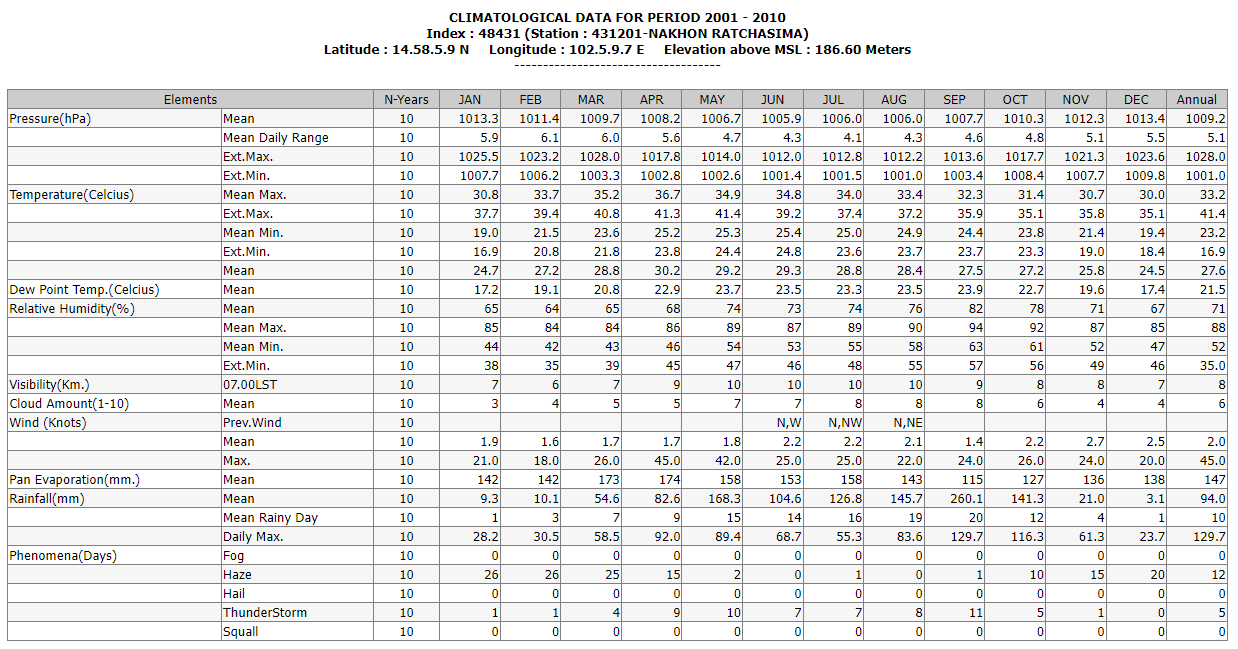 CLIMATOLOGICAL DATA FOR PERIOD 2001 - 2010
Index : 48431 (Station : 431201-NAKHON RATCHASIMA)
Latitude : 14.58.5.9 N Longitude : 102.5.9.7 E Elevation above MSL : 186.60 Meters
------------------------------------
Elements N-Years JAN FEB MAR APR MAY JUN JUL AUG SEP OCT NOV DEC Annual
Pressure(hPa) Mean 10 1013.3 1011.4 1009.7 1008.2 1006.7 1005.9 1006.0 1006.0 1007.7 1010.3 1012.3 1013.4 1009.2
Mean Daily Range 10 5.9 6.1 6.0 5.6 4.7 4.3 4.1 4.3 4.6 4.8 5.1 5.5 5.1
Ext.Max. 10 1025.5 1023.2 1028.0 1017.8 1014.0 1012.0 1012.8 1012.2 1013.6 1017.7 1021.3 1023.6 1028.0
Ext.Min. 10 1007.7 1006.2 1003.3 1002.8 1002.6 1001.4 1001.5 1001.0 1003.4 1008.4 1007.7 1009.8 1001.0
Temperature(Celcius) Mean Max. 10 30.8 33.7 35.2 36.7 34.9 34.8 34.0 33.4 32.3 31.4 30.7 30.0 33.2
Ext.Max. 10 37.7 39.4 40.8 41.3 41.4 39.2 37.4 37.2 35.9 35.1 35.8 35.1 41.4
Mean Min. 10 19.0 21.5 23.6 25.2 25.3 25.4 25.0 24.9 24.4 23.8 21.4 19.4 23.2
Ext.Min. 10 16.9 20.8 21.8 23.8 24.4 24.8 23.6 23.7 23.7 23.3 19.0 18.4 16.9
Mean 10 24.7 27.2 28.8 30.2 29.2 29.3 28.8 28.4 27.5 27.2 25.8 24.5 27.6
Dew Point Temp.(Celcius) Mean 10 17.2 19.1 20.8 22.9 23.7 23.5 23.3 23.5 23.9 22.7 19.6 17.4 21.5
Relative Humidity(%) Mean 10 65 64 65 68 74 73 74 76 82 78 71 67 71
Mean Max. 10 85 84 84 86 89 87 89 90 94 92 87 85 88
Mean Min. 10 44 42 43 46 54 53 55 58 63 61 52 47 52
Ext.Min. 10 38 35 39 45 47 46 48 55 57 56 49 46 35.0
Visibility(Km.) 07.00LST 10 7 6 7 9 10 10 10 10 9 8 8 7 8
Cloud Amount(1-10) Mean 10 3 4 5 5 7 7 8 8 8 6 4 4 6
Wind (Knots) Prev.Wind 10 N,W N,NW N,NE
Mean 10 1.9 1.6 1.7 1.7 1.8 2.2 2.2 2.1 1.4 2.2 2.7 2.5 2.0
Max. 10 21.0 18.0 26.0 45.0 42.0 25.0 25.0 22.0 24.0 26.0 24.0 20.0 45.0
Pan Evaporation(mm.) Mean 10 142 142 173 174 158 153 158 143 115 127 136 138 147
Rainfall(mm) Mean 10 9.3 10.1 54.6 82.6 168.3 104.6 126.8 145.7 260.1 141.3 21.0 3.1 94.0
Mean Rainy Day 10 1 3 7 9 15 14 16 19 20 12 4 1 10
Daily Max. 10 28.2 30.5 58.5 92.0 89.4 68.7 55.3 83.6 129.7 116.3 61.3 23.7 129.7
Phenomena(Days) Fog 10 0 0 0 0 0 0 0 0 0 0 0 0 0
Haze 10 26 26 25 15 2 0 1 0 1 10 15 20 12
Hail 10 0 0 0 0 0 0 0 0 0 0 0 0 0
ThunderStorm 10 1 1 4 9 10 7 7 8 11 5 1 0 5
Squall 10 0 0 0 0 0 0 0 0 0 0 0 0 0